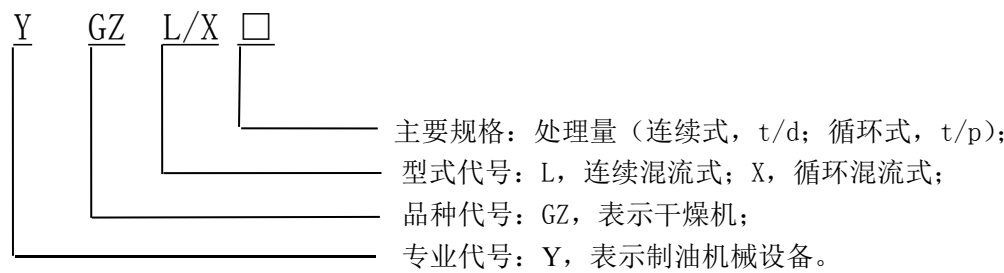 Y GZ L/X □
主要规格：处理量（连续式，t/d；循环式，t/p）；
型式代号：L，连续混流式；X，循环混流式；
品种代号：GZ，表示干燥机；
专业代号：Y，表示制油机械设备。